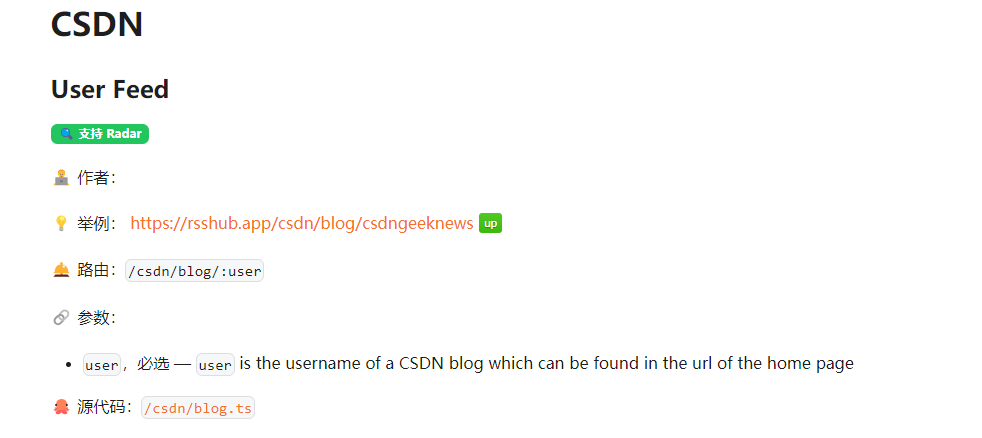 CSDN
User Feed
🔍 支持 Radar
👨‍💻 作者：
💡 举例： https://rsshub.app/csdn/blog/csdngeeknews up
🛎️ 路由：/csdn/blog/:user
🔗 参数：
• user，必选 — user is the username of a CSDN blog which can be found in the url of the home page
🐙 源代码：/csdn/blog.ts